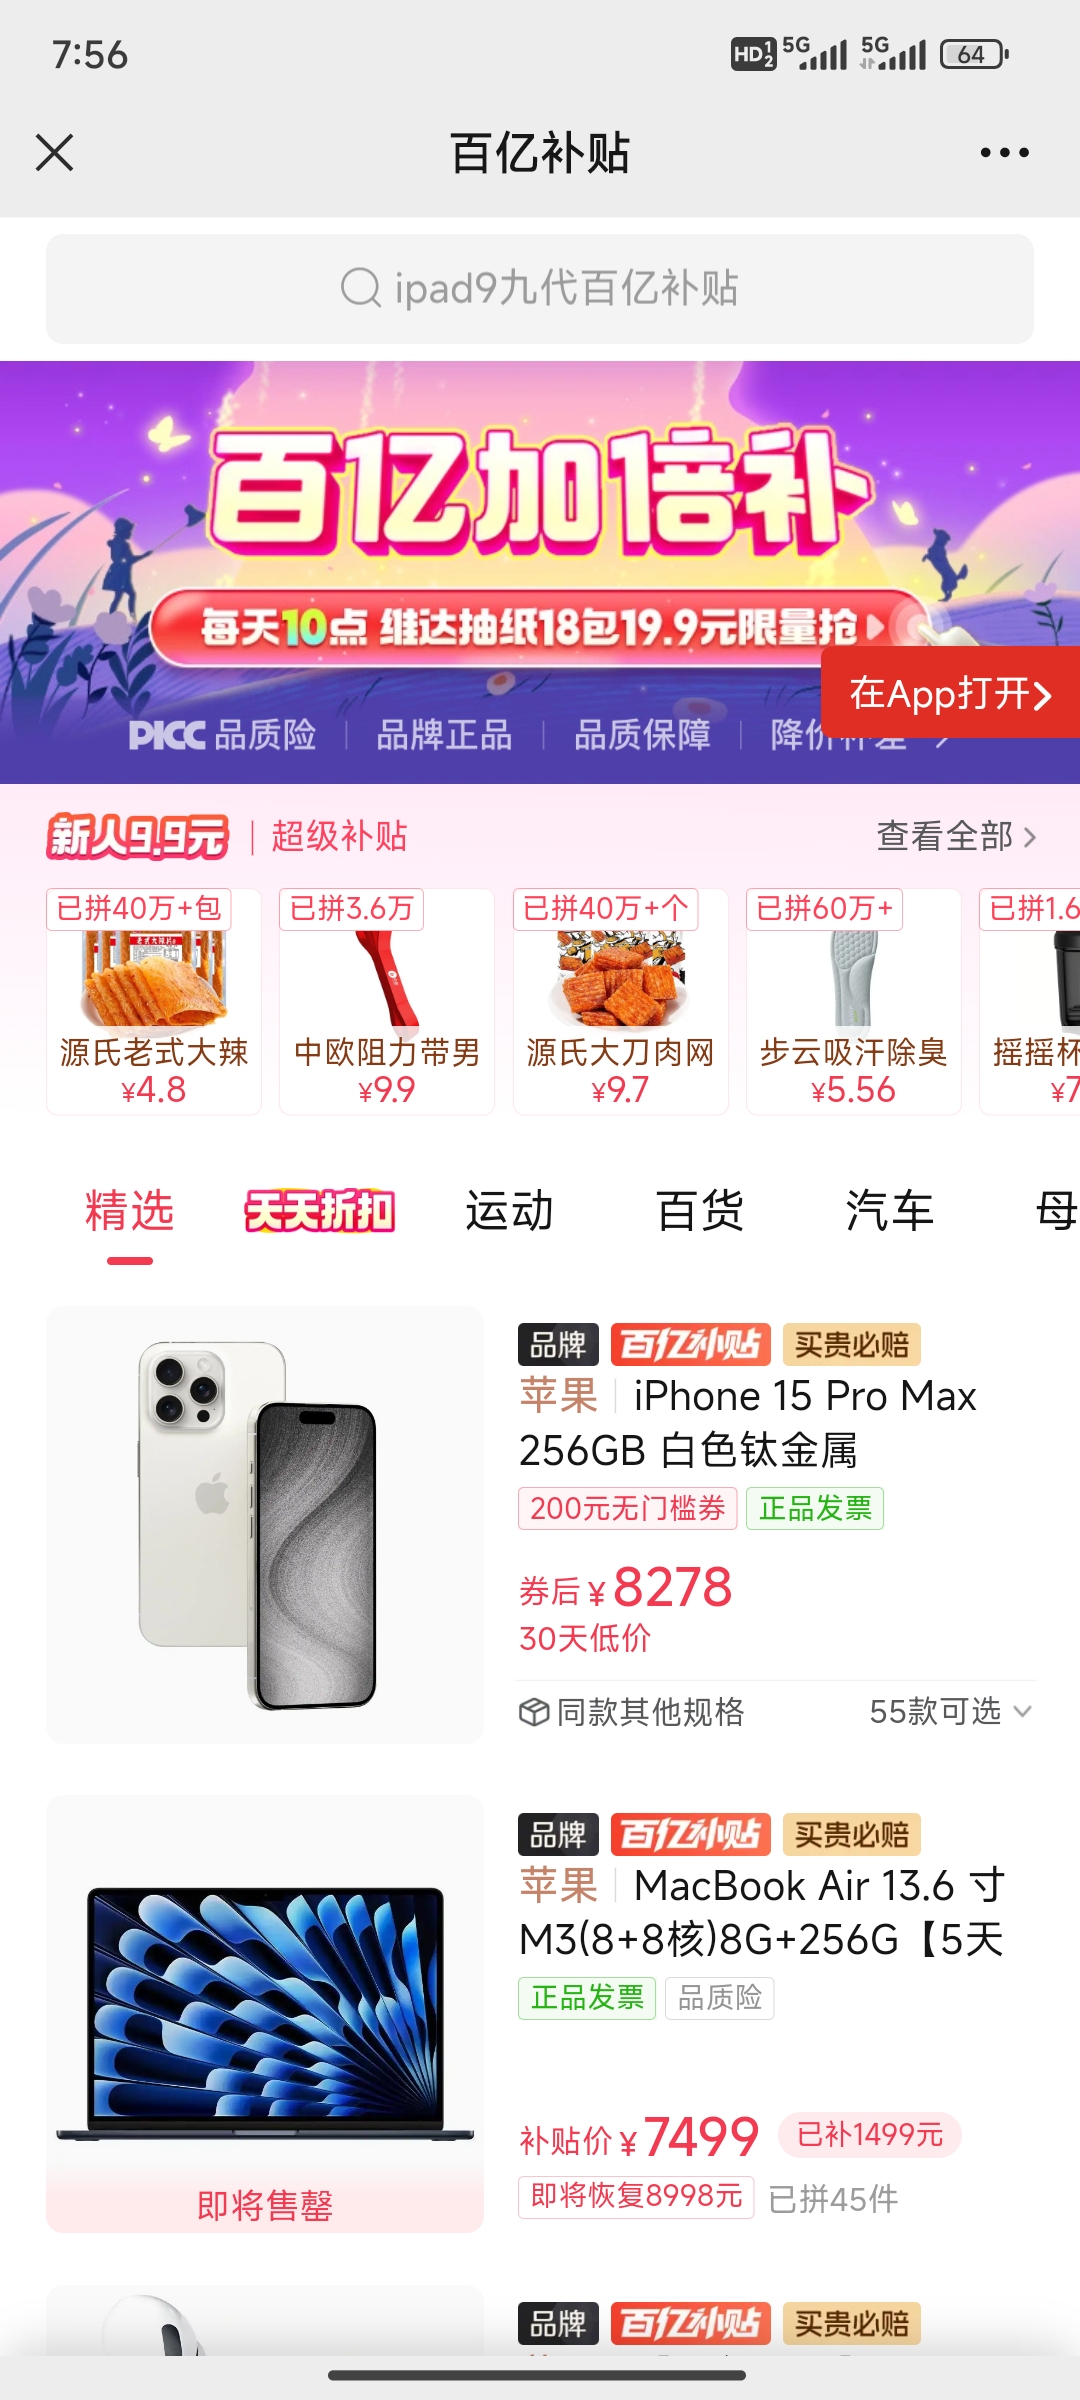 7:56
HD 1 2 5G 5G 64
百亿补贴
ipad9九代百亿补贴
百亿加倍补
每天10点 维达抽纸18包19.9元限量抢
在App打开
PICC 品质险 品牌正品 品质保障 降价补差
新人9.9元 超级补贴 查看全部
已拼40万+包 已拼3.6万 已拼40万+个 已拼60万+ 已拼1.6
源氏老式大辣 中欧阻力带男 源氏大刀肉网 步云吸汗除臭 摇摇杯
¥4.8 ¥9.9 ¥9.7 ¥5.56 ¥7
精选 天天折扣 运动 百货 汽车 母
品牌 百亿补贴 买贵必赔
苹果 iPhone 15 Pro Max
256GB 白色钛金属
200元无门槛券 正品发票
券后 ¥8278
30天低价
同款其他规格 55款可选
品牌 百亿补贴 买贵必赔
苹果 MacBook Air 13.6 寸
M3(8+8核)8G+256G【5天
正品发票 品质险
补贴价 ¥7499 已补1499元
即将恢复8998元 已拼45件
即将售罄
品牌 百亿补贴 买贵必赔